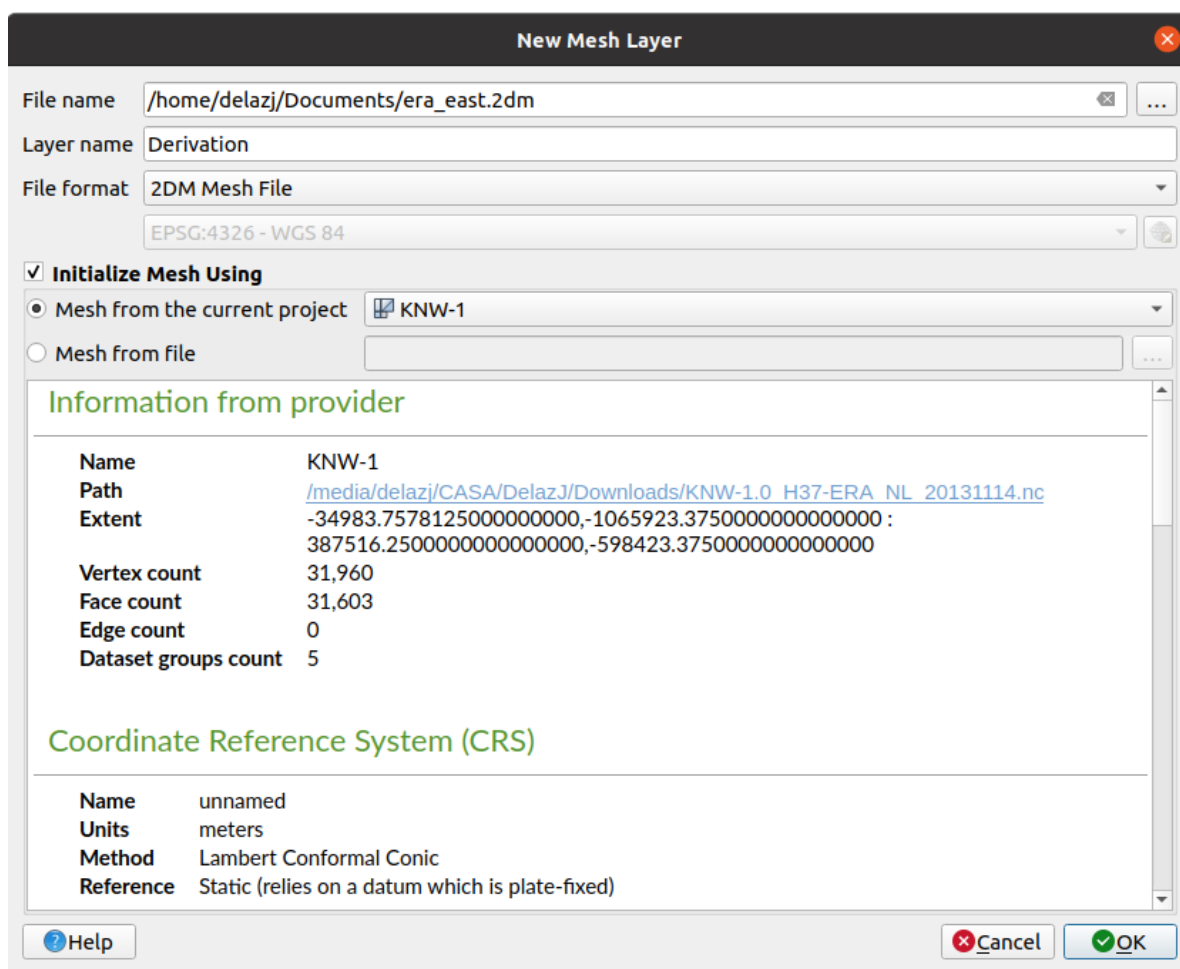 New Mesh Layer
File name /home/delazj/Documents/era_east.2dm ...
Layer name Derivation
File format 2DM Mesh File
EPSG:4326 - WGS 84
Initialize Mesh Using
Mesh from the current project KNW-1
Mesh from file ...
Information from provider
Name KNW-1
Path /media/delazj/CASA/DelazJ/Downloads/KNW-1.0_H37-ERA_NL_20131114.nc
Extent -34983.7578125000000000,-1065923.3750000000000000 :
387516.2500000000000000,-598423.3750000000000000
Vertex count 31,960
Face count 31,603
Edge count 0
Dataset groups count 5
Coordinate Reference System (CRS)
Name unnamed
Units meters
Method Lambert Conformal Conic
Reference Static (relies on a datum which is plate-fixed)
Help Cancel OK